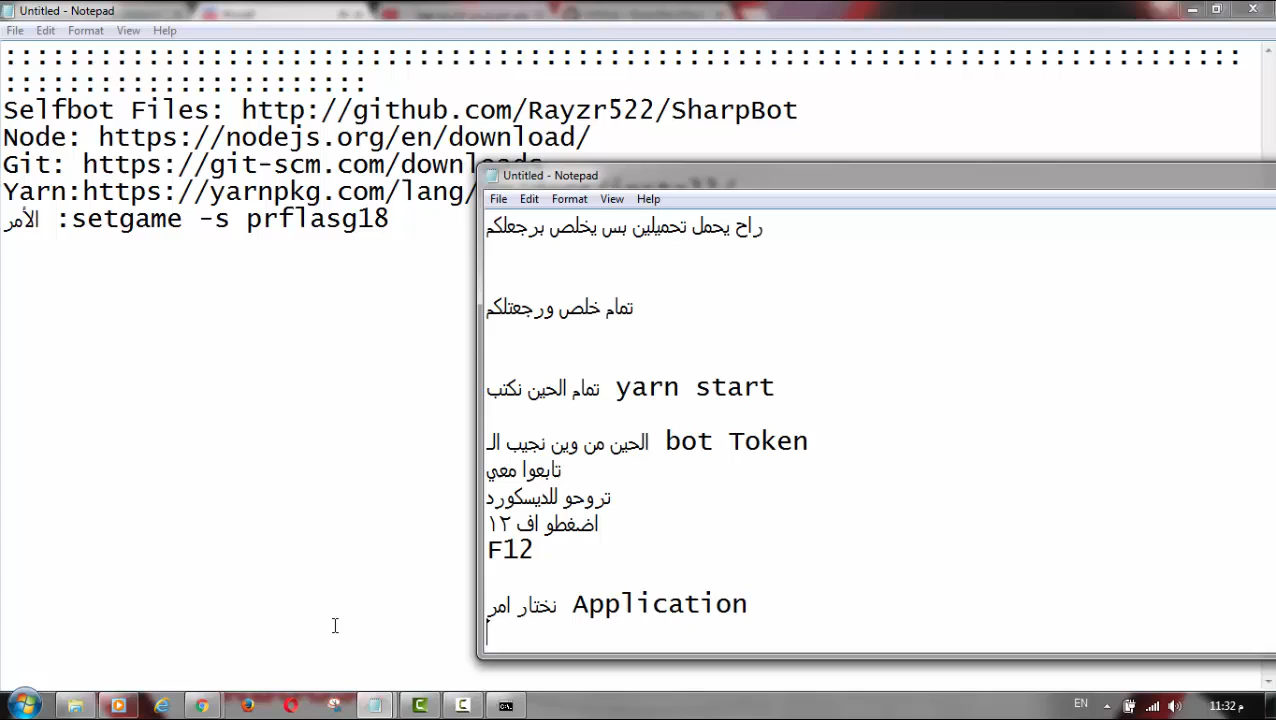 Untitled - Notepad
File Edit Format View Help
::::::::::::::::::::::::::::::::::::::::::::::::::::::::::::::::::::::::::::::
:::::::::::::::::::::::
Selfbot Files: http://github.com/Rayzr522/SharpBot
Node: https://nodejs.org/en/download/
Git: https://git-scm.com/downloads
Yarn:https://yarnpkg.com/lang/
الأمر :setgame -s prflasg18
Untitled - Notepad
File Edit Format View Help
راح يحمل تحميلين بس يخلص برجعلكم
تمام خلص ورجعتلكم
تمام الحين نكتب yarn start
الحين من وين نجيب الـ bot Token
تابعوا معي
تروحو للديسكورد
اضغطو اف ١٢
F12
نختار امر Application
EN
11:32 م